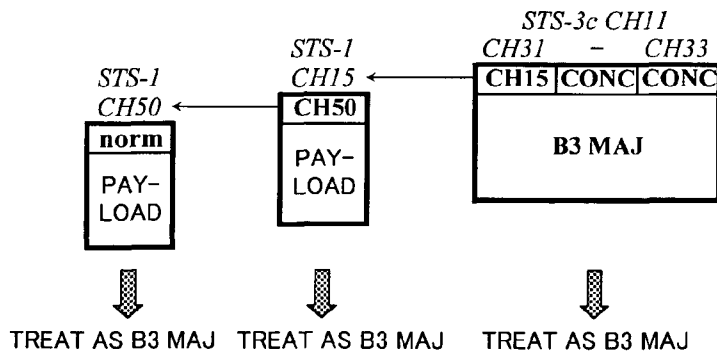 STS-3c CH11
CH31 – CH33
STS-1
CH15
STS-1
CH50
CH15 CONC CONC
CH50
norm
B3 MAJ
PAY-
LOAD
PAY-
LOAD
TREAT AS B3 MAJ TREAT AS B3 MAJ TREAT AS B3 MAJ